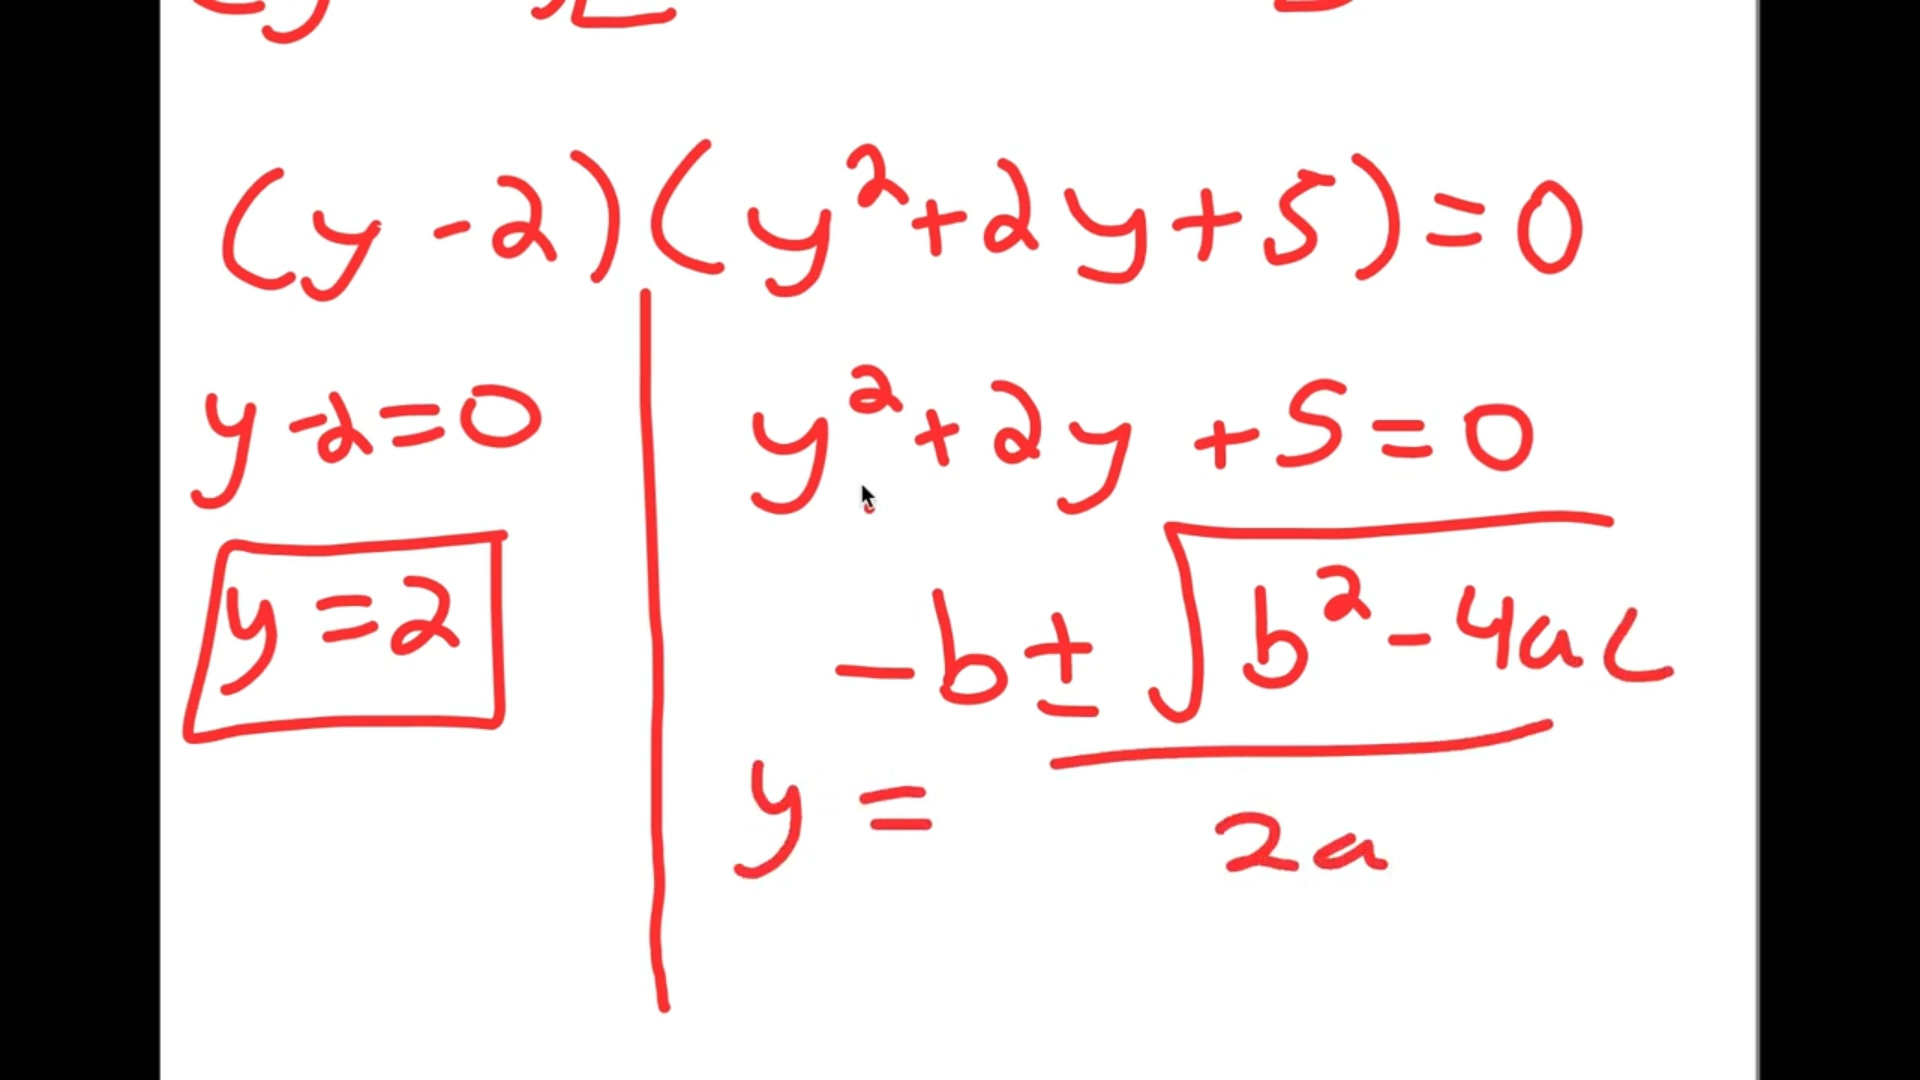 (y-2)(y²+2y+5)=0
y-2=0
y=2
y²+2y+5=0
y = -b±√b²-4ac
2a